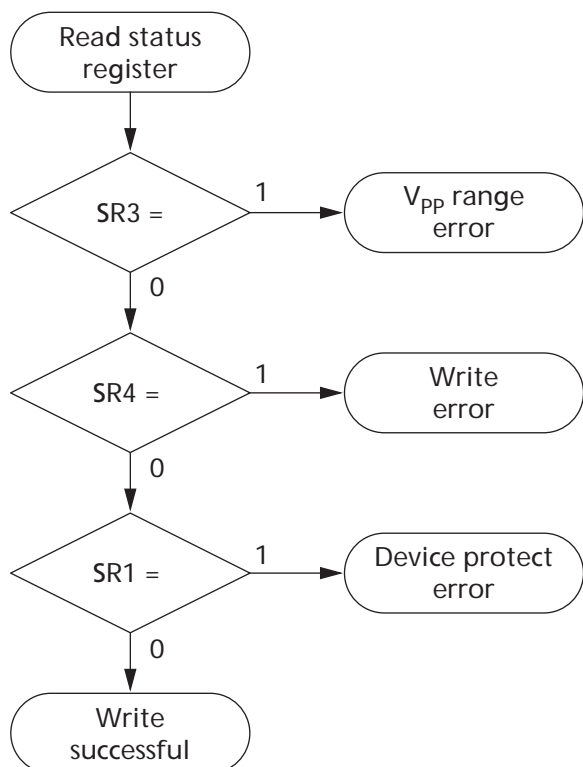 Read status
register
SR3 =
1
V_PP range
error
0
SR4 =
1
Write
error
0
SR1 =
1
Device protect
error
0
Write
successful